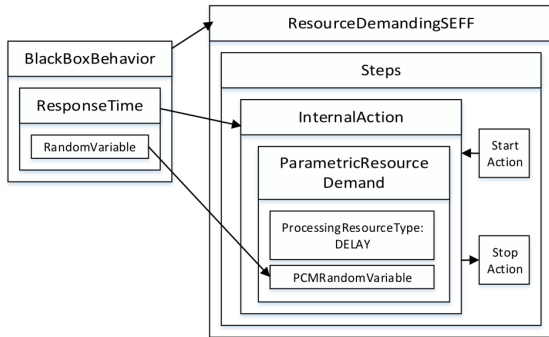 BlackBoxBehavior
ResponseTime
RandomVariable
ResourceDemandingSEFF
Steps
InternalAction
ParametricResource
Demand
ProcessingResourceType:
DELAY
PCMRandomVariable
Start
Action
Stop
Action